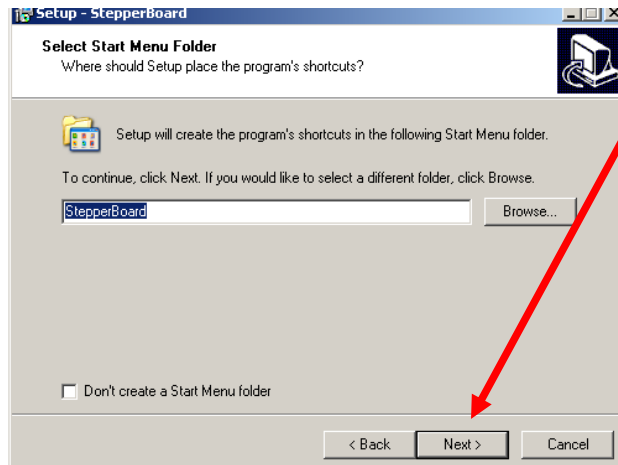 Setup - StepperBoard
Select Start Menu Folder
Where should Setup place the program's shortcuts?
Setup will create the program's shortcuts in the following Start Menu folder.
To continue, click Next. If you would like to select a different folder, click Browse.
StepperBoard Browse...
Don't create a Start Menu folder
< Back Next > Cancel